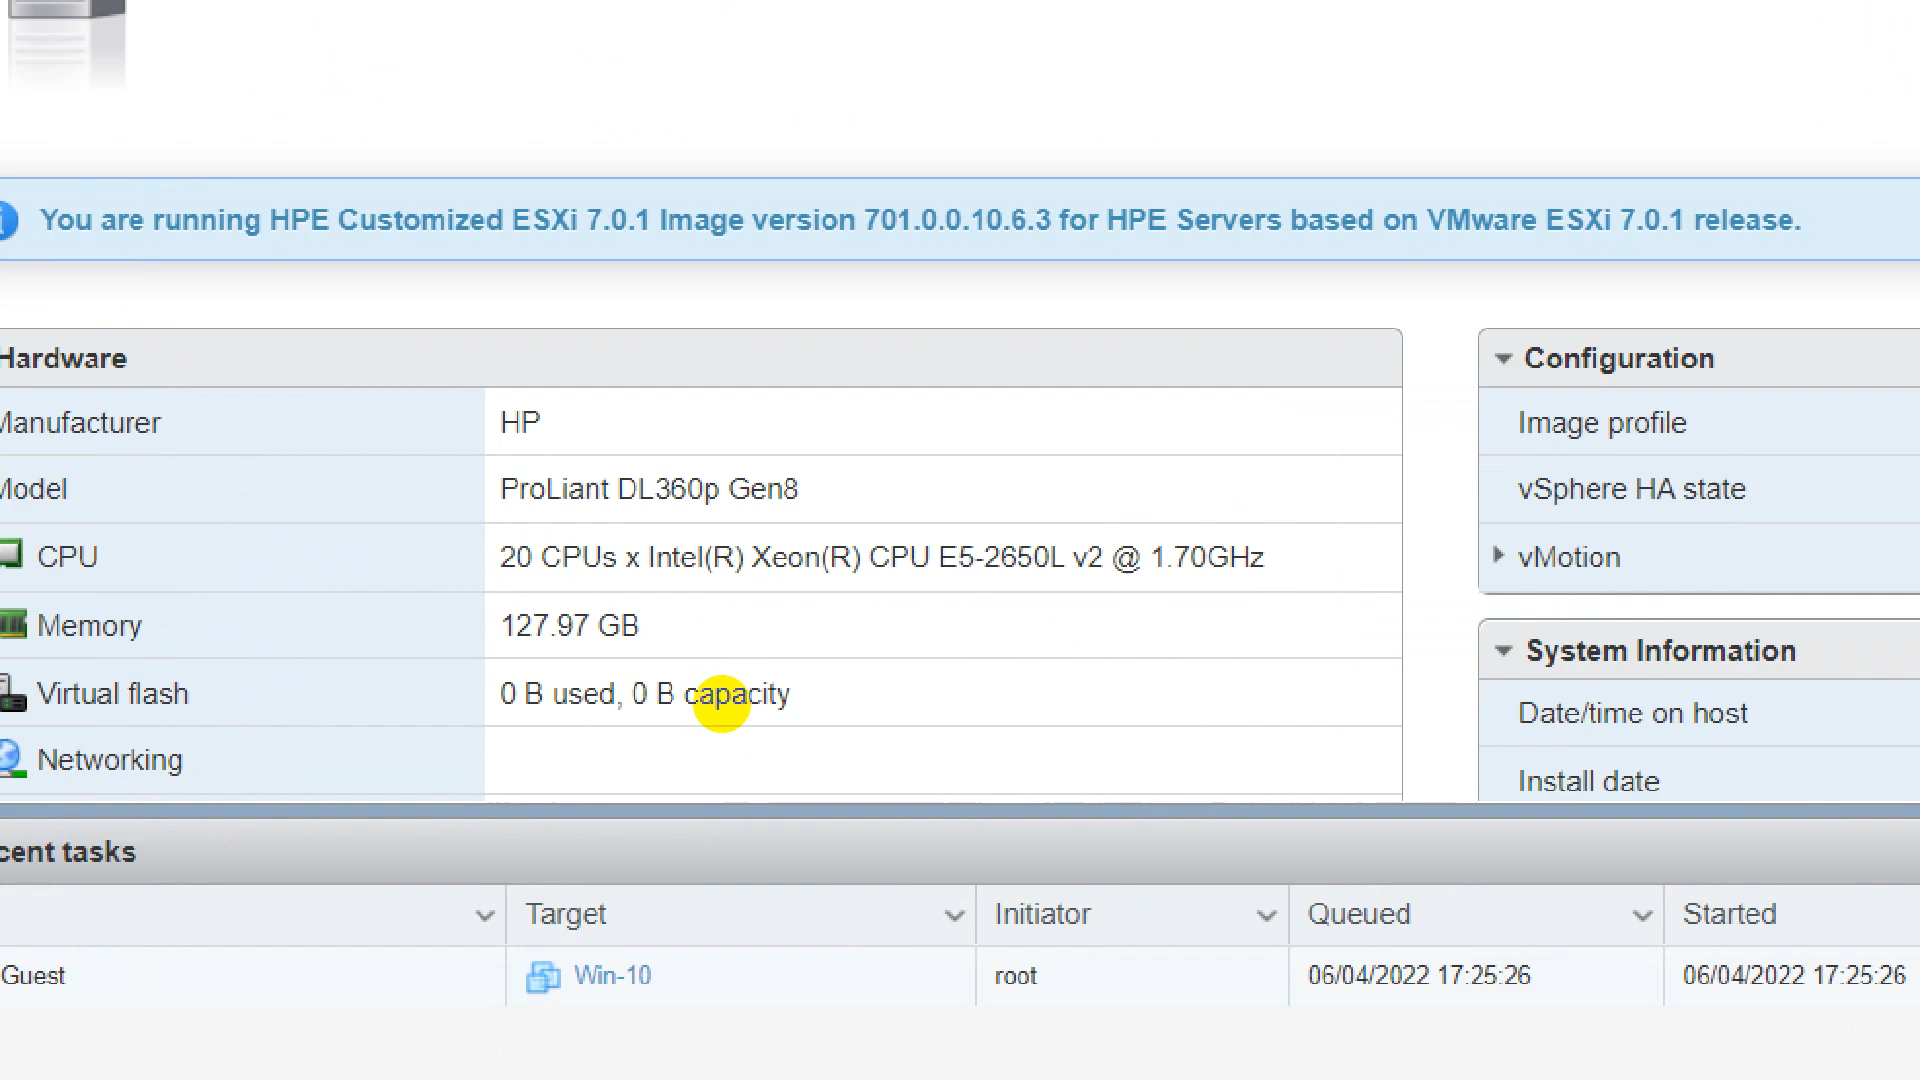 You are running HPE Customized ESXi 7.0.1 Image version 701.0.0.10.6.3 for HPE Servers based on VMware ESXi 7.0.1 release.
Hardware
Manufacturer HP
Model ProLiant DL360p Gen8
CPU 20 CPUs x Intel(R) Xeon(R) CPU E5-2650L v2 @ 1.70GHz
Memory 127.97 GB
Virtual flash 0 B used, 0 B capacity
Networking
Configuration
Image profile
vSphere HA state
vMotion
System Information
Date/time on host
Install date
cent tasks
Target Initiator Queued Started
Guest Win-10 root 06/04/2022 17:25:26 06/04/2022 17:25:26